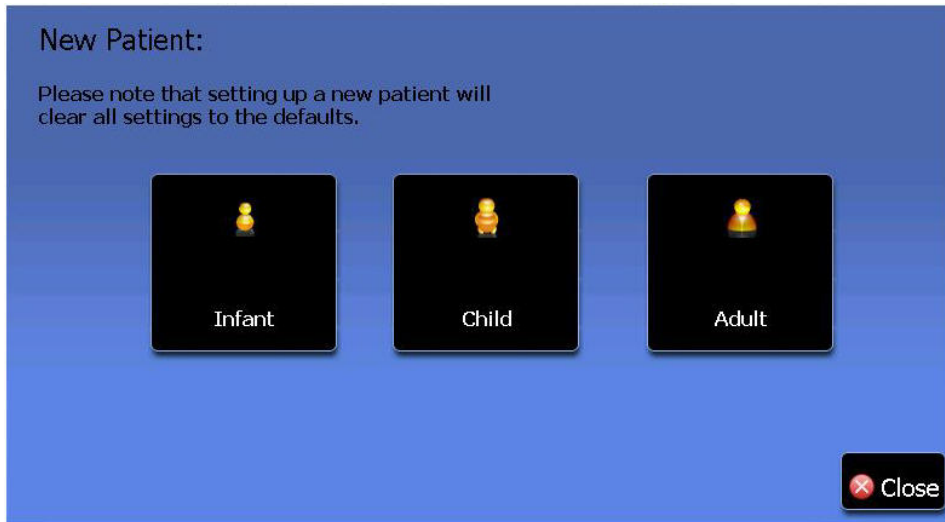 New Patient:
Please note that setting up a new patient will
clear all settings to the defaults.
Infant
Child
Adult
Close